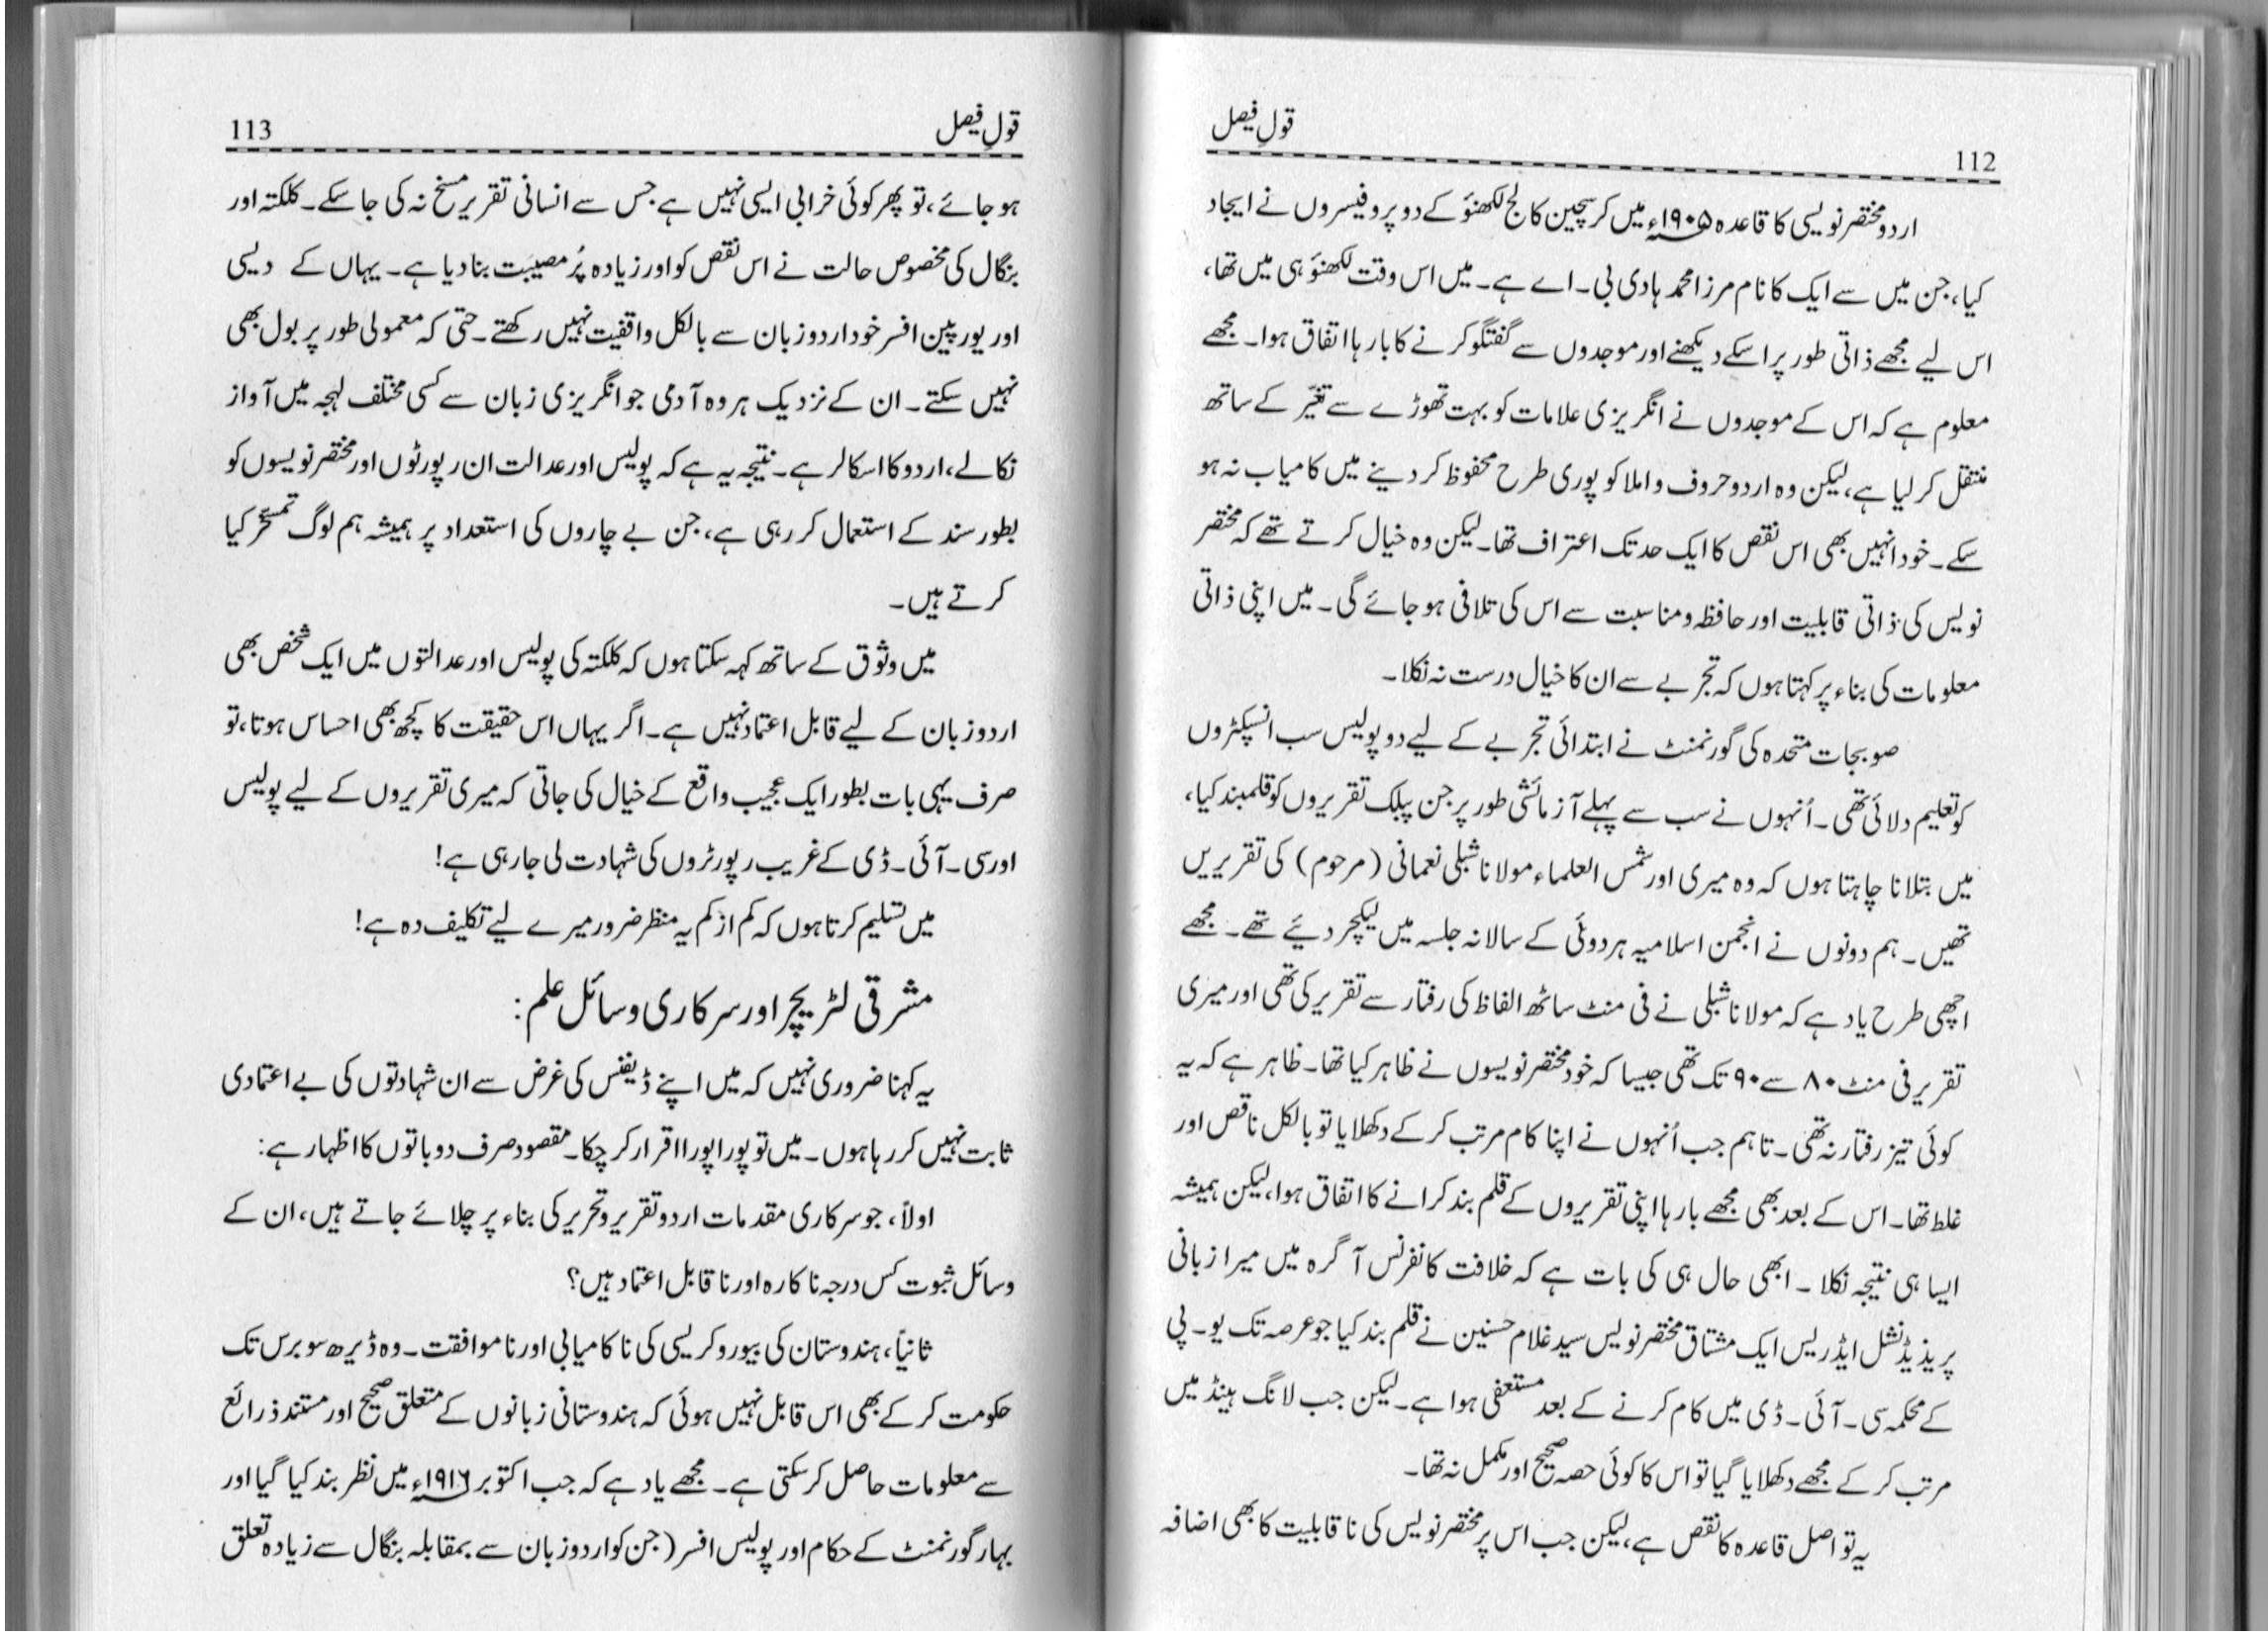 قولِ فیصل
112
اردو مختصر نویسی کا قاعدہ ۱۹۰۵ء میں کرسچین کالج لکھنؤ کے دو پروفیسروں نے ایجاد
کیا، جن میں سے ایک کا نام مرزا محمد ہادی بی۔ اے ہے۔ میں اس وقت لکھنؤ ہی میں تھا،
اس لیے مجھے ذاتی طور پر اسکے دیکھنے اور موجدوں سے گفتگو کرنے کا بارہا اتفاق ہوا۔ مجھے
معلوم ہے کہ اس کے موجدوں نے انگریزی علامات کو بہت تھوڑے سے تغیّر کے ساتھ
منتقل کر لیا ہے، لیکن وہ اردو حروف و املا کو پوری طرح محفوظ کر دینے میں کامیاب نہ ہو
سکے۔ خود انہیں بھی اس نقص کا ایک حد تک اعتراف تھا۔ لیکن وہ خیال کرتے تھے کہ مختصر
نویس کی ذاتی قابلیت اور حافظہ و مناسبت سے اس کی تلافی ہو جائے گی۔ میں اپنی ذاتی
معلومات کی بناء پر کہتا ہوں کہ تجربے سے ان کا خیال درست نہ نکلا۔
صوبجات متحدہ کی گورنمنٹ نے ابتدائی تجربے کے لیے دو پولیس سب انسپکٹروں
کو تعلیم دلائی تھی۔ اُنہوں نے سب سے پہلے آزمائشی طور پر جن پبلک تقریروں کو قلمبند کیا،
میں بتلانا چاہتا ہوں کہ وہ میری اور شمس العلماء مولانا شبلی نعمانی (مرحوم) کی تقریریں
تھیں۔ ہم دونوں نے انجمن اسلامیہ ہردوئی کے سالانہ جلسہ میں لیکچر دیئے تھے۔ مجھے
اچھی طرح یاد ہے کہ مولانا شبلی نے فی منٹ ساٹھ الفاظ کی رفتار سے تقریر کی تھی اور میری
تقریر فی منٹ ۸۰ سے ۹۰ تک تھی جیسا کہ خود مختصر نویسوں نے ظاہر کیا تھا۔ ظاہر ہے کہ یہ
کوئی تیز رفتار نہ تھی۔ تاہم جب اُنہوں نے اپنا کام مرتب کر کے دکھلایا تو بالکل ناقص اور
غلط تھا۔ اس کے بعد بھی مجھے بارہا اپنی تقریروں کے قلم بند کرانے کا اتفاق ہوا، لیکن ہمیشہ
ایسا ہی نتیجہ نکلا۔ ابھی حال ہی کی بات ہے کہ خلافت کانفرنس آگرہ میں میرا زبانی
پریذیڈنشل ایڈریس ایک مشتاق مختصر نویس سید غلام حسنین نے قلم بند کیا جو عرصہ تک یو۔ پی
کے محکمہ سی۔ آئی۔ ڈی میں کام کرنے کے بعد مستعفی ہوا ہے۔ لیکن جب لانگ ہینڈ میں
مرتب کر کے مجھے دکھلایا گیا تو اس کا کوئی حصہ صحیح اور مکمل نہ تھا۔
یہ تو اصل قاعدہ کا نقص ہے، لیکن جب اس پر مختصر نویس کی نا قابلیت کا بھی اضافہ
قولِ فیصل
113
ہو جائے، تو پھر کوئی خرابی ایسی نہیں ہے جس سے انسانی تقریر مسخ نہ کی جا سکے۔ کلکتہ اور
بنگال کی مخصوص حالت نے اس نقص کو اور زیادہ پُر مصیبت بنا دیا ہے۔ یہاں کے دیسی
اور یورپین افسر خود اردو زبان سے بالکل واقفیت نہیں رکھتے۔ حتی کہ معمولی طور پر بول بھی
نہیں سکتے۔ ان کے نزدیک ہر وہ آدمی جو انگریزی زبان سے کسی مختلف لہجہ میں آواز
نکالے، اردو کا اسکالر ہے۔ نتیجہ یہ ہے کہ پولیس اور عدالت ان رپورٹوں اور مختصر نویسوں کو
بطور سند کے استعمال کر رہی ہے، جن بے چاروں کی استعداد پر ہمیشہ ہم لوگ تمسخّر کیا
کرتے ہیں۔
میں وثوق کے ساتھ کہہ سکتا ہوں کہ کلکتہ کی پولیس اور عدالتوں میں ایک شخص بھی
اردو زبان کے لیے قابل اعتماد نہیں ہے۔ اگر یہاں اس حقیقت کا کچھ بھی احساس ہوتا، تو
صرف یہی بات بطور ایک عجیب واقع کے خیال کی جاتی کہ میری تقریروں کے لیے پولیس
اور سی۔ آئی۔ ڈی کے غریب رپورٹروں کی شہادت لی جا رہی ہے!
میں تسلیم کرتا ہوں کہ کم از کم یہ منظر ضرور میرے لیے تکلیف دہ ہے!
مشرقی لٹریچر اور سرکاری وسائل علم:
یہ کہنا ضروری نہیں کہ میں اپنے ڈیفنس کی غرض سے ان شہادتوں کی بے اعتمادی
ثابت نہیں کر رہا ہوں۔ میں تو پورا پورا اقرار کر چکا۔ مقصود صرف دو باتوں کا اظہار ہے:
اولاً، جو سرکاری مقدمات اردو تقریر و تحریر کی بناء پر چلائے جاتے ہیں، ان کے
وسائل ثبوت کس درجہ ناکارہ اور ناقابل اعتماد ہیں؟
ثانیاً، ہندوستان کی بیوروکریسی کی ناکامیابی اور نا موافقت۔ وہ ڈیرھ سو برس تک
حکومت کر کے بھی اس قابل نہیں ہوئی کہ ہندوستانی زبانوں کے متعلق صحیح اور مستند ذرائع
سے معلومات حاصل کر سکتی ہے۔ مجھے یاد ہے کہ جب اکتوبر ۱۹۱۶ء میں نظر بند کیا گیا اور
بہار گورنمنٹ کے حکام اور پولیس افسر (جن کو اردو زبان سے بمقابلہ بنگال سے زیادہ تعلق